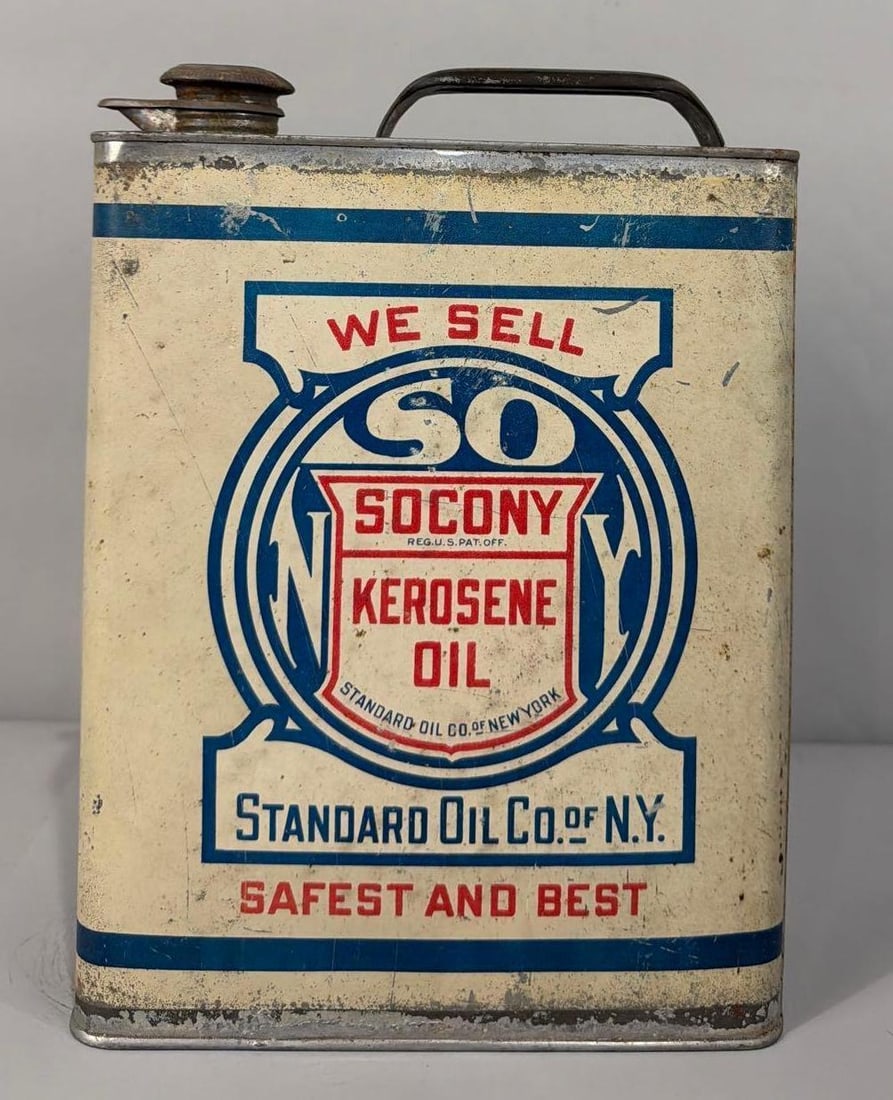 WE SELL
SO
N Y
SOCONY
REG.U.S.PAT.OFF.
KEROSENE
OIL
STANDARD OIL CO. OF NEW YORK
STANDARD OIL CO. OF N.Y.
SAFEST AND BEST